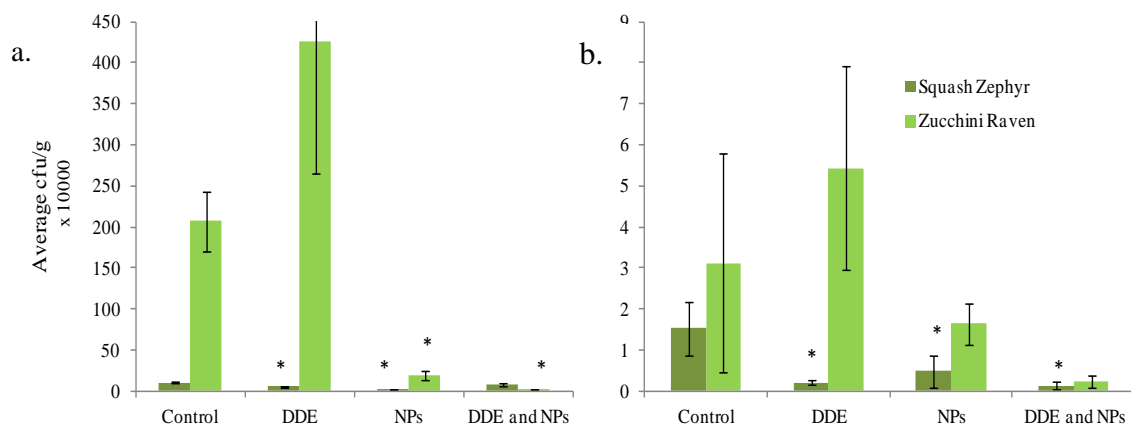 a.
Average cfu/g
x 10000
450
400
350
300
250
200
150
100
50
0
*
*
*
*
Control
DDE
NPs
DDE and NPs
b.
9
7
6
5
4
3
2
1
0
Squash Zephyr
Zucchini Raven
*
*
*
Control
DDE
NPs
DDE and NPs